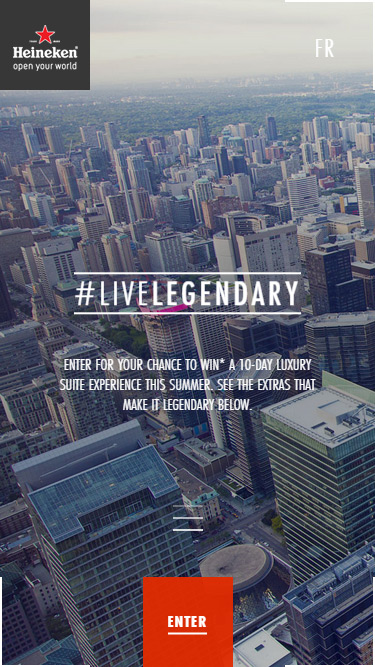 Heineken
open your world
FR
#LIVELEGENDARY
ENTER FOR YOUR CHANCE TO WIN* A 10-DAY LUXURY
SUITE EXPERIENCE THIS SUMMER. SEE THE EXTRAS THAT
MAKE IT LEGENDARY BELOW.
ENTER